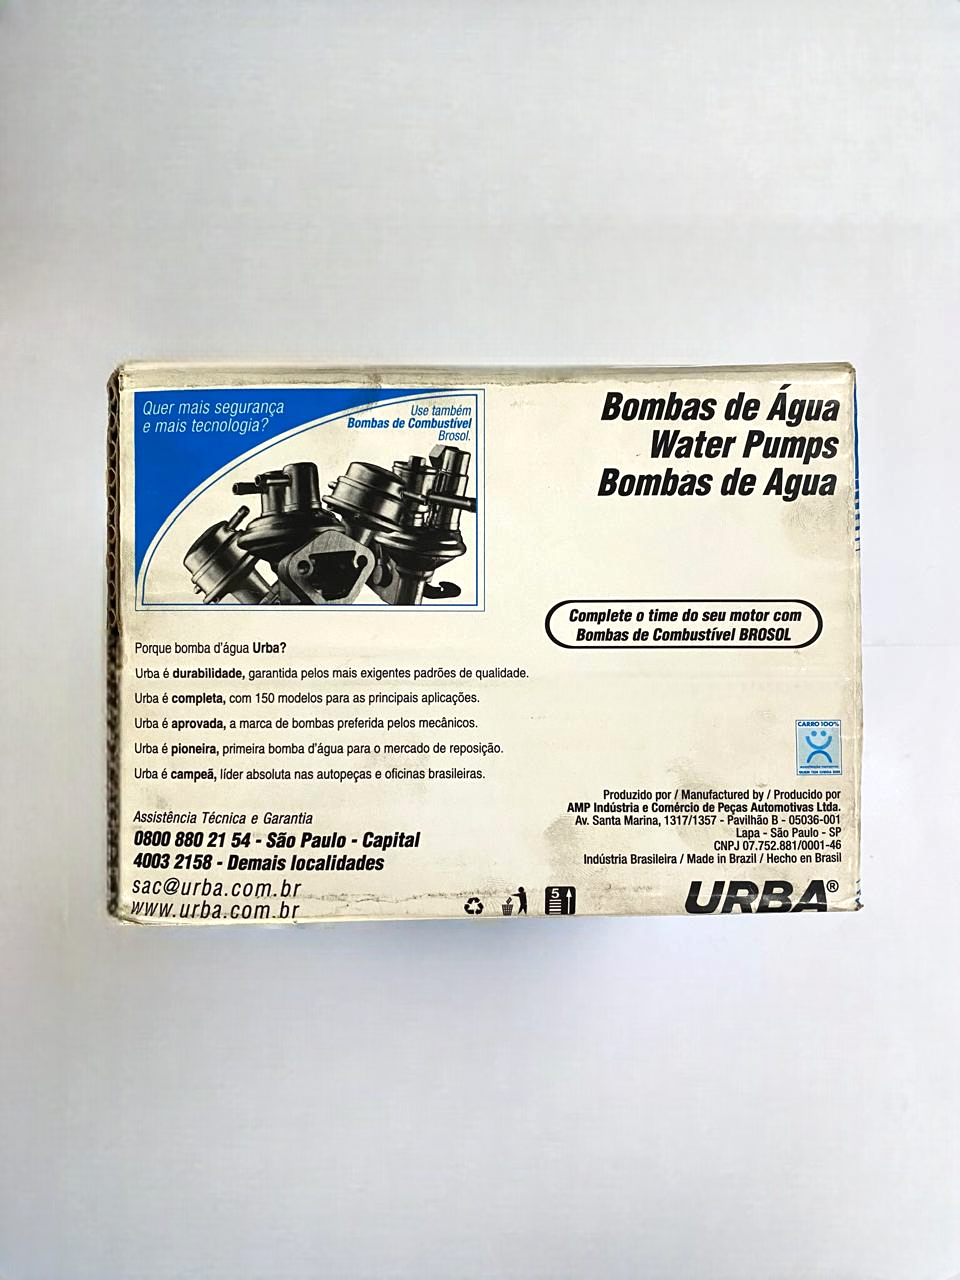 Quer mais segurança
e mais tecnologia?
Use também
Bombas de Combustível
Brosol.
Bombas de Água
Water Pumps
Bombas de Agua
Complete o time do seu motor com
Bombas de Combustível BROSOL
Porque bomba d'água Urba?
Urba é durabilidade, garantida pelos mais exigentes padrões de qualidade.
Urba é completa, com 150 modelos para as principais aplicações.
Urba é aprovada, a marca de bombas preferida pelos mecânicos.
Urba é pioneira, primeira bomba d'água para o mercado de reposição.
Urba é campeã, líder absoluta nas autopeças e oficinas brasileiras.
Assistência Técnica e Garantia
0800 880 21 54 - São Paulo - Capital
4003 2158 - Demais localidades
sac@urba.com.br
www.urba.com.br
5
CARRO 100%
Produzido por / Manufactured by / Producido por
AMP Indústria e Comércio de Peças Automotivas Ltda.
Av. Santa Marina, 1317/1357 - Pavilhão B - 05036-001
Lapa - São Paulo - SP
CNPJ 07.752.881/0001-46
Indústria Brasileira / Made in Brazil / Hecho en Brasil
URBA®